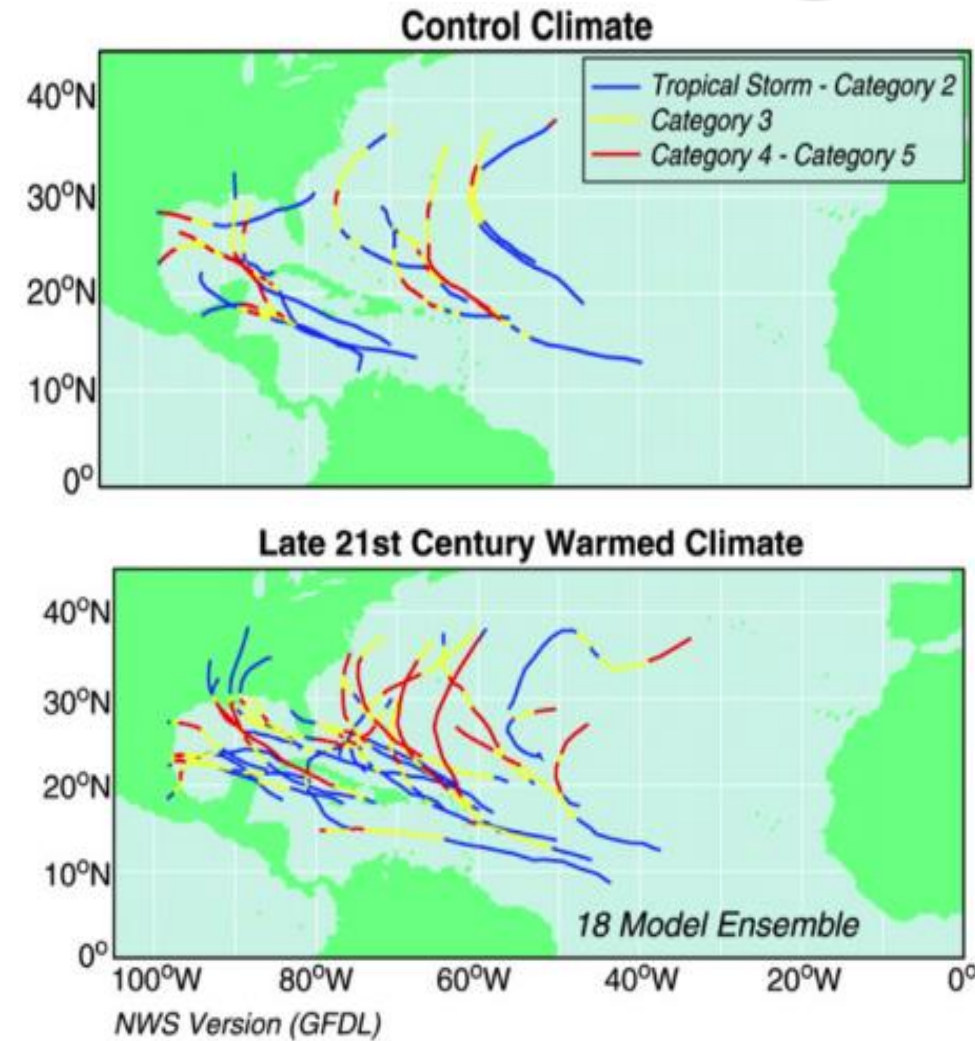 Control Climate
Tropical Storm - Category 2
Category 3
Category 4 - Category 5
40°N
30°N
20°N
10°N
0°
Late 21st Century Warmed Climate
40°N
30°N
20°N
10°N
0°
18 Model Ensemble
100°W 80°W 60°W 40°W 20°W 0°
NWS Version (GFDL)